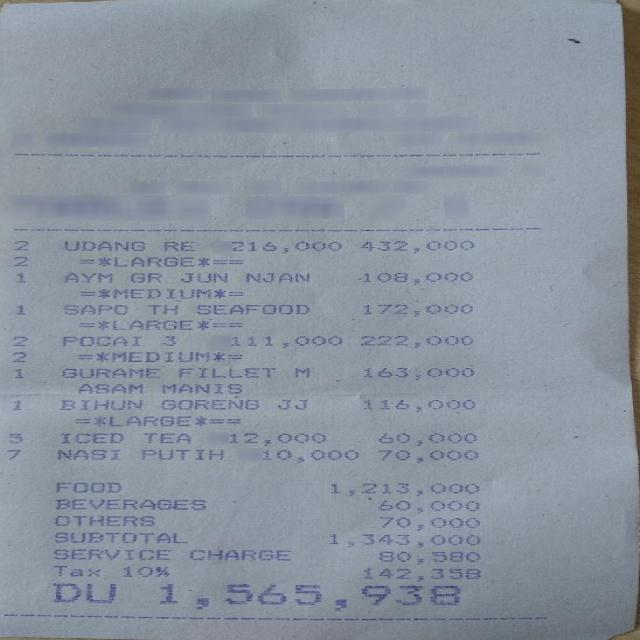 2 UDANG RE 216,000 432,000
2 =*LARGE*==
1 AYM GR JUN NJAN 108,000
=*MEDIUM*=
1 SAPO TH SEAFOOD 172,000
=*LARGE*==
2 POCAI 3 111,000 222,000
2 =*MEDIUM*=
1 GURAME FILLET M 163,000
ASAM MANIS
1 BIHUN GORENG JJ 116,000
=*LARGE*==
5 ICED TEA 12,000 60,000
7 NASI PUTIH 10,000 70,000
FOOD 1,213,000
BEVERAGES 60,000
OTHERS 70,000
SUBTOTAL 1,343,000
SERVICE CHARGE 80,580
Tax 10% 142,358
DU 1,565,938